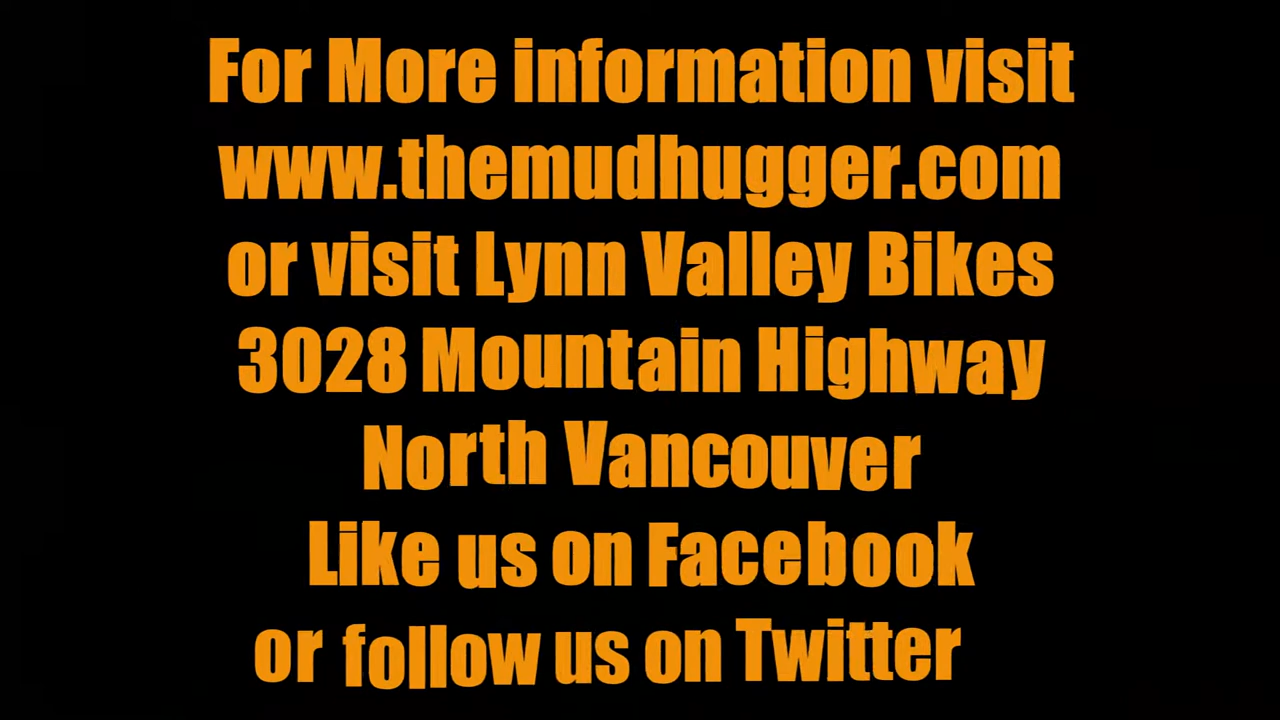 For More information visit
www.themudhugger.com
or visit Lynn Valley Bikes
3028 Mountain Highway
North Vancouver
Like us on Facebook
or follow us on Twitter